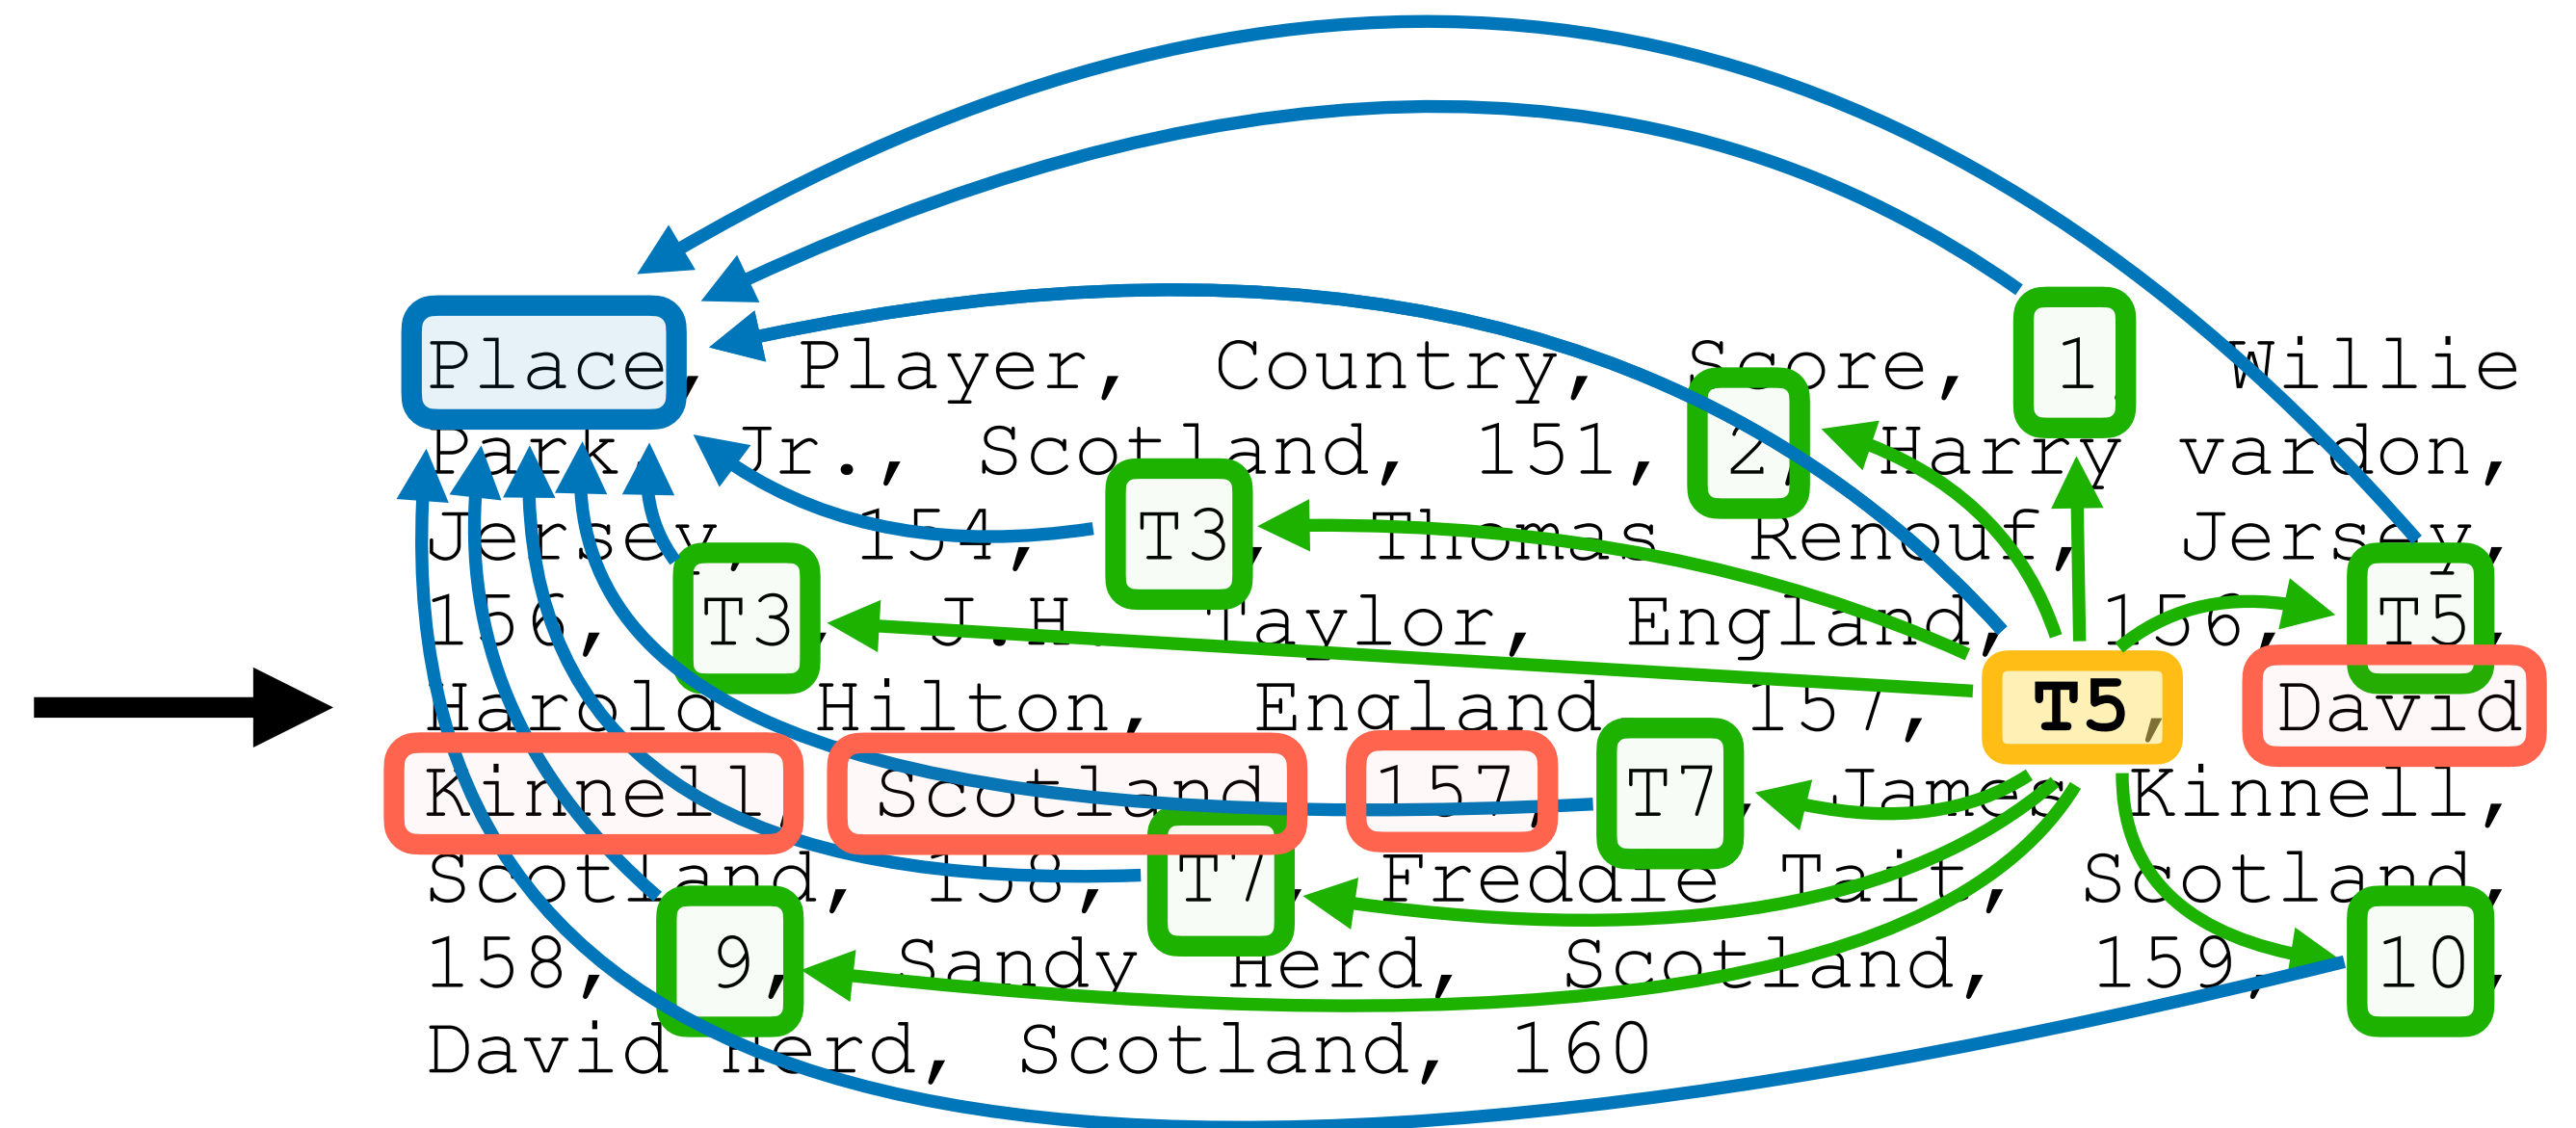 Place, Player, Country, Score, 1 Willie
Park, Jr., Scotland, 151, 2, Harry vardon,
Jersey, 154, T3, Thomas Renouf, Jersey,
156, T3, J.H. Taylor, England, 156, T5,
Harold Hilton, England 157, T5, David
Kinnell, Scotland 157, T7, James Kinnell,
Scotland, 158, T7, Freddie Tait, Scotland,
158, 9, Sandy Herd, Scotland, 159, 10,
David Herd, Scotland, 160